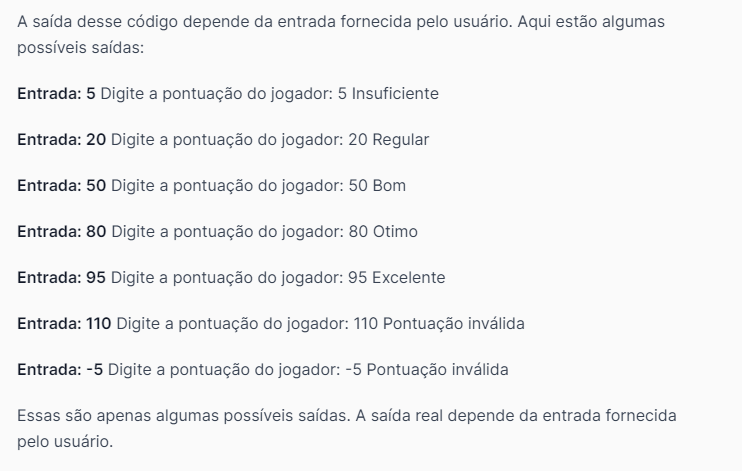 A saída desse código depende da entrada fornecida pelo usuário. Aqui estão algumas
possíveis saídas:
Entrada: 5 Digite a pontuação do jogador: 5 Insuficiente
Entrada: 20 Digite a pontuação do jogador: 20 Regular
Entrada: 50 Digite a pontuação do jogador: 50 Bom
Entrada: 80 Digite a pontuação do jogador: 80 Otimo
Entrada: 95 Digite a pontuação do jogador: 95 Excelente
Entrada: 110 Digite a pontuação do jogador: 110 Pontuação inválida
Entrada: -5 Digite a pontuação do jogador: -5 Pontuação inválida
Essas são apenas algumas possíveis saídas. A saída real depende da entrada fornecida
pelo usuário.